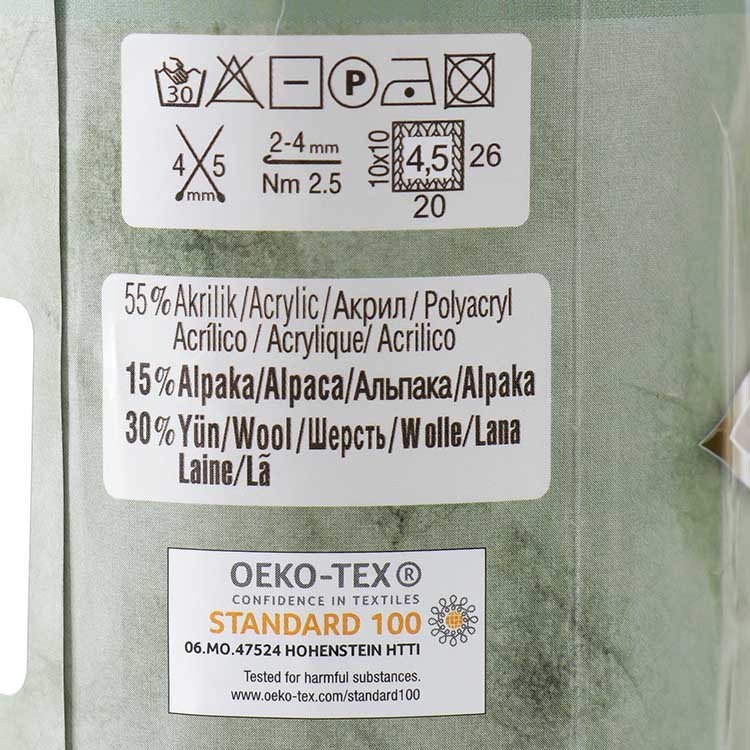 30 P
4 5 mm
2-4 mm
Nm 2.5
10x10 4,5 26
20
55% Akrilik/Acrylic/Акрил/Polyacryl
Acrílico / Acrylique/ Acrilico
15% Alpaka/Alpaca/Альпака/Alpaka
30% Yün/Wool/Шерсть/Wolle/Lana
Laine/Lã
OEKO-TEX®
CONFIDENCE IN TEXTILES
STANDARD 100
06.MO.47524 HOHENSTEIN HTTI
Tested for harmful substances.
www.oeko-tex.com/standard100